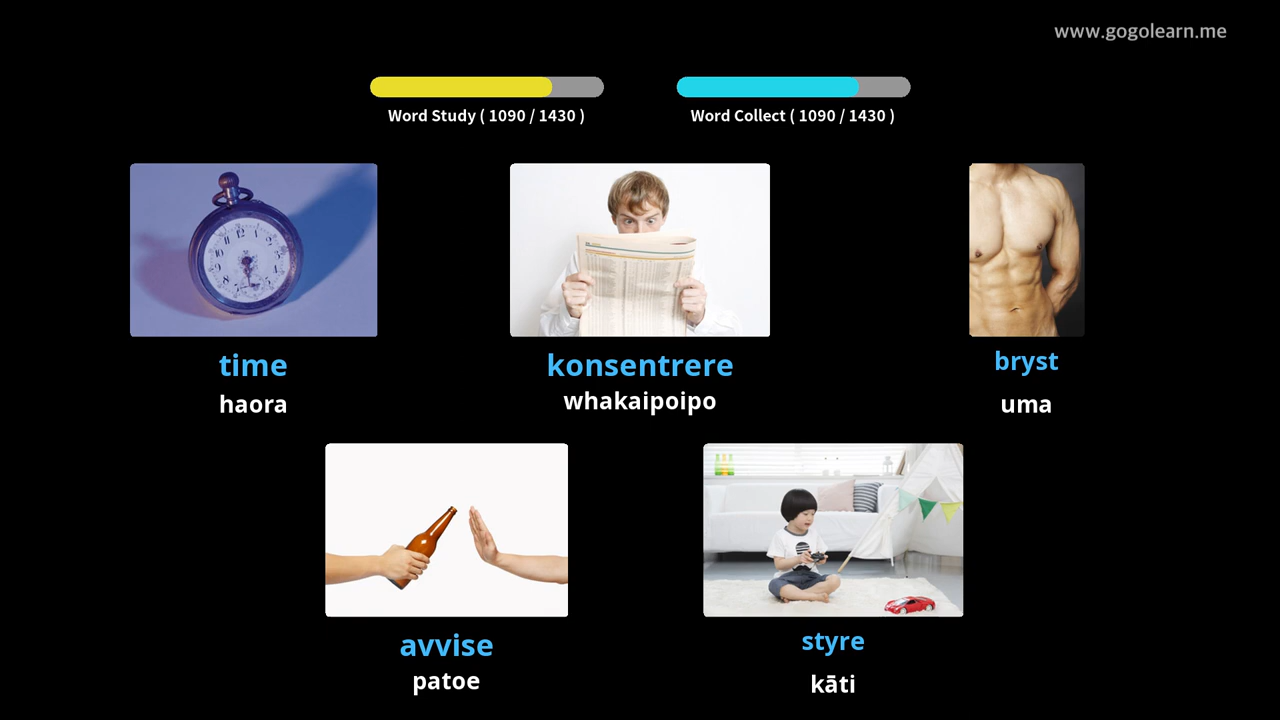 www.gogolearn.me
Word Study ( 1090 / 1430 )
Word Collect ( 1090 / 1430 )
time
haora
konsentrere
whakaipoipo
bryst
uma
avvise
patoe
styre
kāti